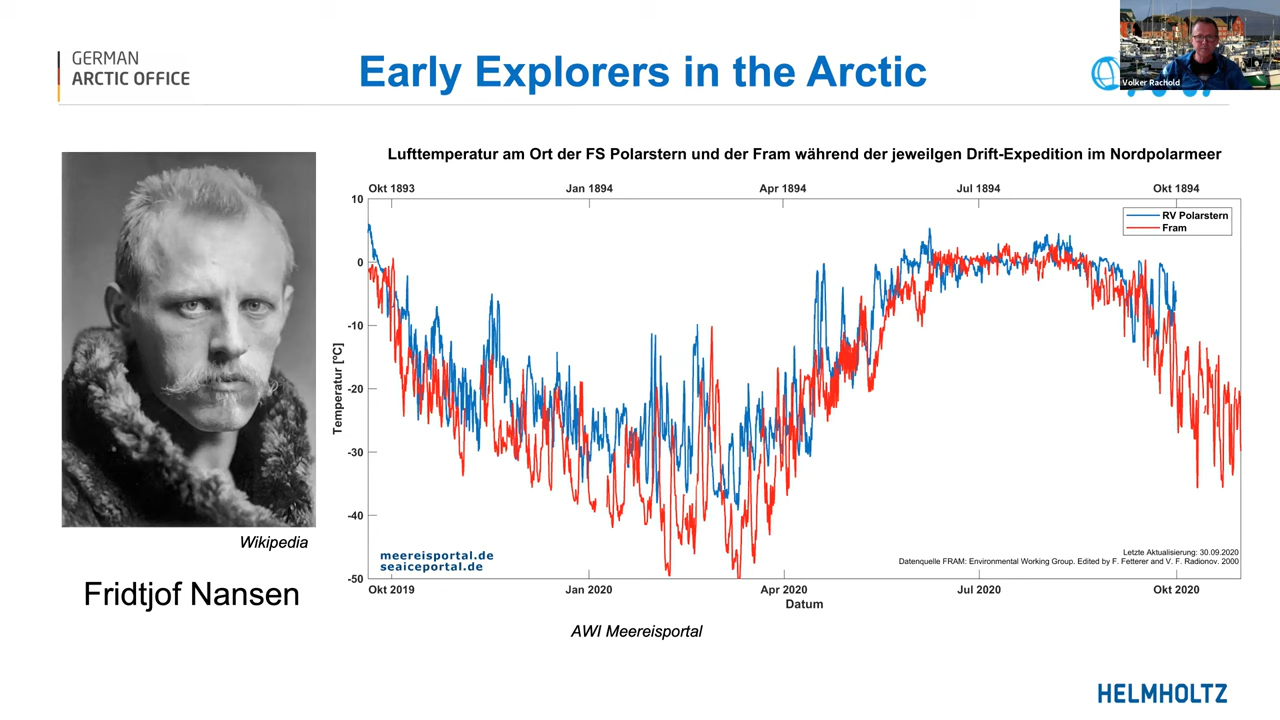 GERMAN
ARCTIC OFFICE
Early Explorers in the Arctic
Volker Rachold
Lufttemperatur am Ort der FS Polarstern und der Fram während der jeweilgen Drift-Expedition im Nordpolarmeer
Okt 1893 Jan 1894 Apr 1894 Jul 1894 Okt 1894
10
0
-10
-20
-30
-40
-50
Temperatur [ºC]
RV Polarstern
Fram
meereisportal.de
seaiceportal.de
Letzte Aktualisierung: 30.09.2020
Datenquelle FRAM: Environmental Working Group. Edited by F. Fetterer and V. F. Radionov. 2000
Okt 2019 Jan 2020 Apr 2020 Jul 2020 Okt 2020
Datum
Wikipedia
Fridtjof Nansen
AWI Meereisportal
HELMHOLTZ